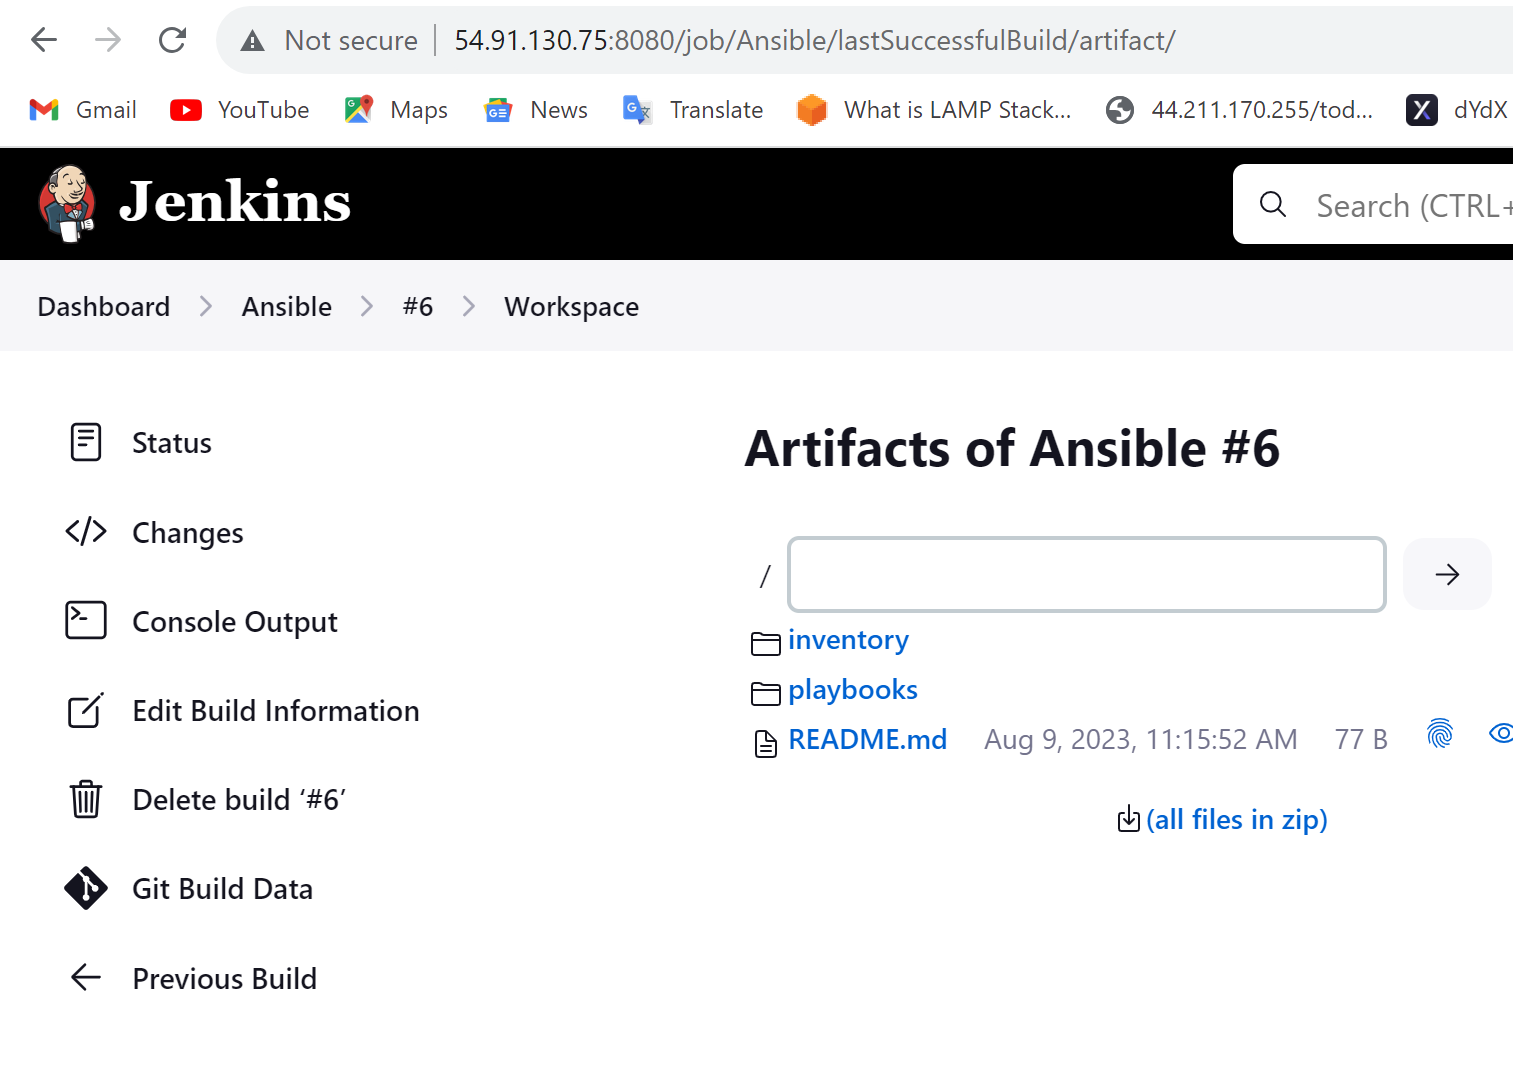 Not secure 54.91.130.75:8080/job/Ansible/lastSuccessfulBuild/artifact/
Gmail YouTube Maps News Translate What is LAMP Stack... 44.211.170.255/tod... dYdX
Jenkins Search (CTRL+
Dashboard Ansible #6 Workspace
Status
Changes
Console Output
Edit Build Information
Delete build ‘#6’
Git Build Data
Previous Build
Artifacts of Ansible #6
/
inventory
playbooks
README.md Aug 9, 2023, 11:15:52 AM 77 B
(all files in zip)